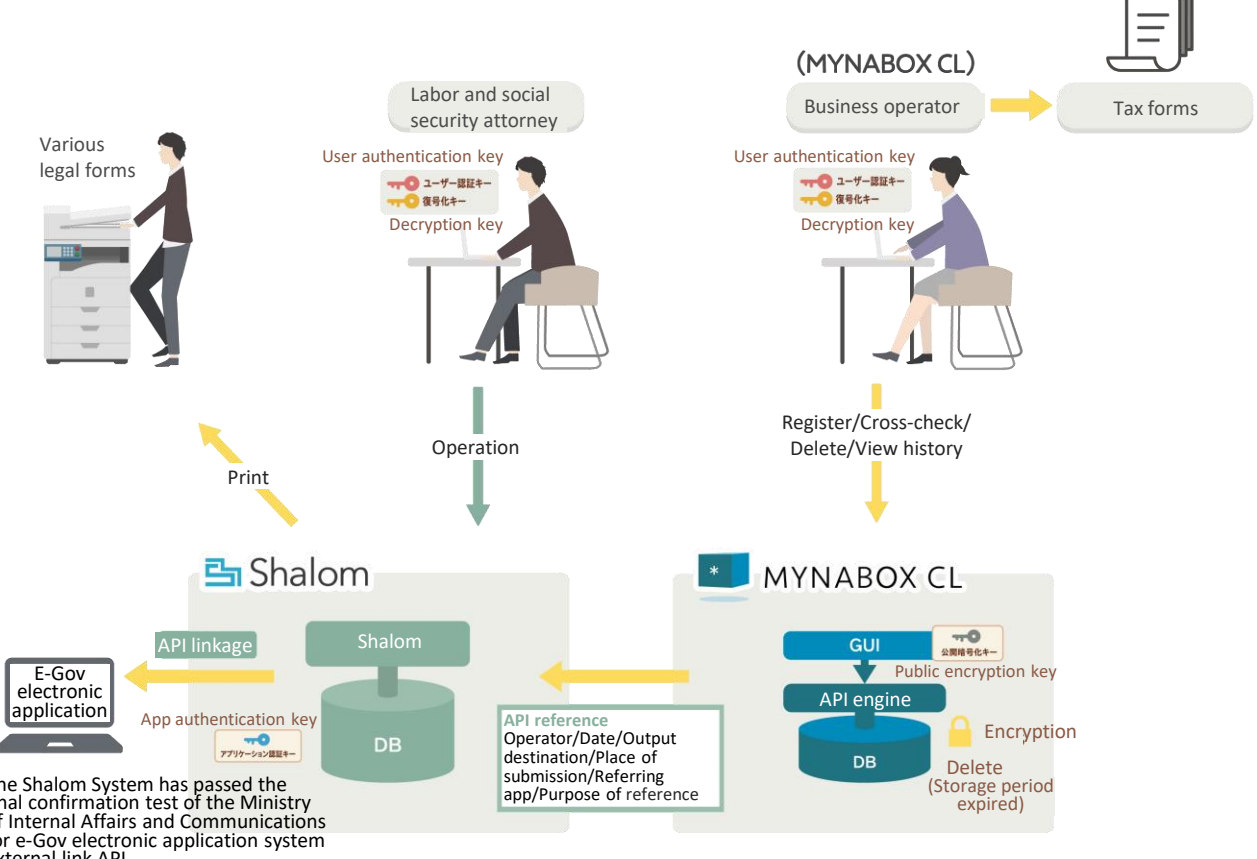 (MYNABOX CL)
Labor and social
security attorney
Business operator
Tax forms
Various
legal forms
User authentication key
ユーザー認証キー
復号化キー
Decryption key
User authentication key
ユーザー認証キー
復号化キー
Decryption key
Print
Operation
Register/Cross-check/
Delete/View history
Shalom
API linkage
Shalom
DB
App authentication key
アプリケーション認証キー
E-Gov
electronic
application
* MYNABOX CL
GUI
公開暗号化キー
Public encryption key
API engine
DB
Encryption
Delete
(Storage period
expired)
API reference
Operator/Date/Output
destination/Place of
submission/Referring
app/Purpose of reference
he Shalom System has passed the
nal confirmation test of the Ministry
f Internal Affairs and Communications
or e-Gov electronic application system
xternal link API